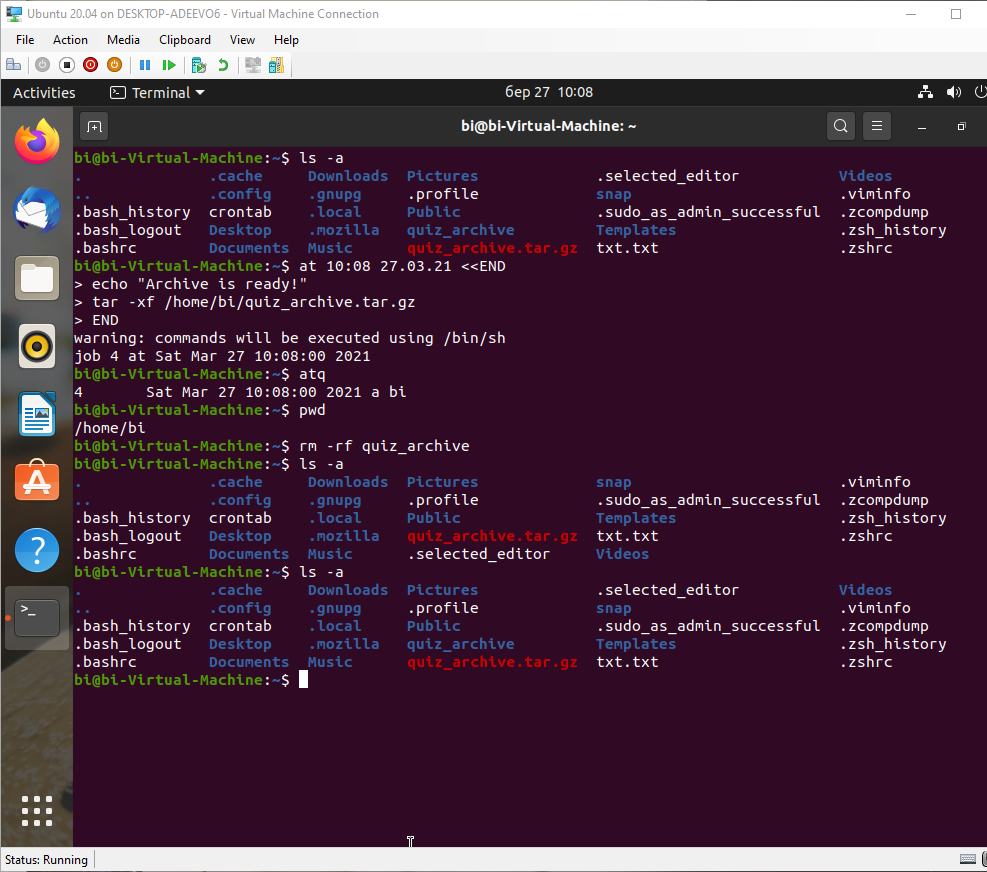 Ubuntu 20.04 on DESKTOP-ADEEVO6 - Virtual Machine Connection
File Action Media Clipboard View Help
Activities Terminal бер 27 10:08
bi@bi-Virtual-Machine: ~
bi@bi-Virtual-Machine:~$ ls -a
. .cache Downloads Pictures .selected_editor Videos
.. .config .gnupg .profile snap .viminfo
.bash_history crontab .local Public .sudo_as_admin_successful .zcompdump
.bash_logout Desktop .mozilla quiz_archive Templates .zsh_history
.bashrc Documents Music quiz_archive.tar.gz txt.txt .zshrc
bi@bi-Virtual-Machine:~$ at 10:08 27.03.21 <<END
> echo "Archive is ready!"
> tar -xf /home/bi/quiz_archive.tar.gz
> END
warning: commands will be executed using /bin/sh
job 4 at Sat Mar 27 10:08:00 2021
bi@bi-Virtual-Machine:~$ atq
4 Sat Mar 27 10:08:00 2021 a bi
bi@bi-Virtual-Machine:~$ pwd
/home/bi
bi@bi-Virtual-Machine:~$ rm -rf quiz_archive
bi@bi-Virtual-Machine:~$ ls -a
. .cache Downloads Pictures snap .viminfo
.. .config .gnupg .profile .sudo_as_admin_successful .zcompdump
.bash_history crontab .local Public Templates .zsh_history
.bash_logout Desktop .mozilla quiz_archive.tar.gz txt.txt .zshrc
.bashrc Documents Music .selected_editor Videos
bi@bi-Virtual-Machine:~$ ls -a
. .cache Downloads Pictures .selected_editor Videos
.. .config .gnupg .profile snap .viminfo
.bash_history crontab .local Public .sudo_as_admin_successful .zcompdump
.bash_logout Desktop .mozilla quiz_archive Templates .zsh_history
.bashrc Documents Music quiz_archive.tar.gz txt.txt .zshrc
bi@bi-Virtual-Machine:~$
Status: Running